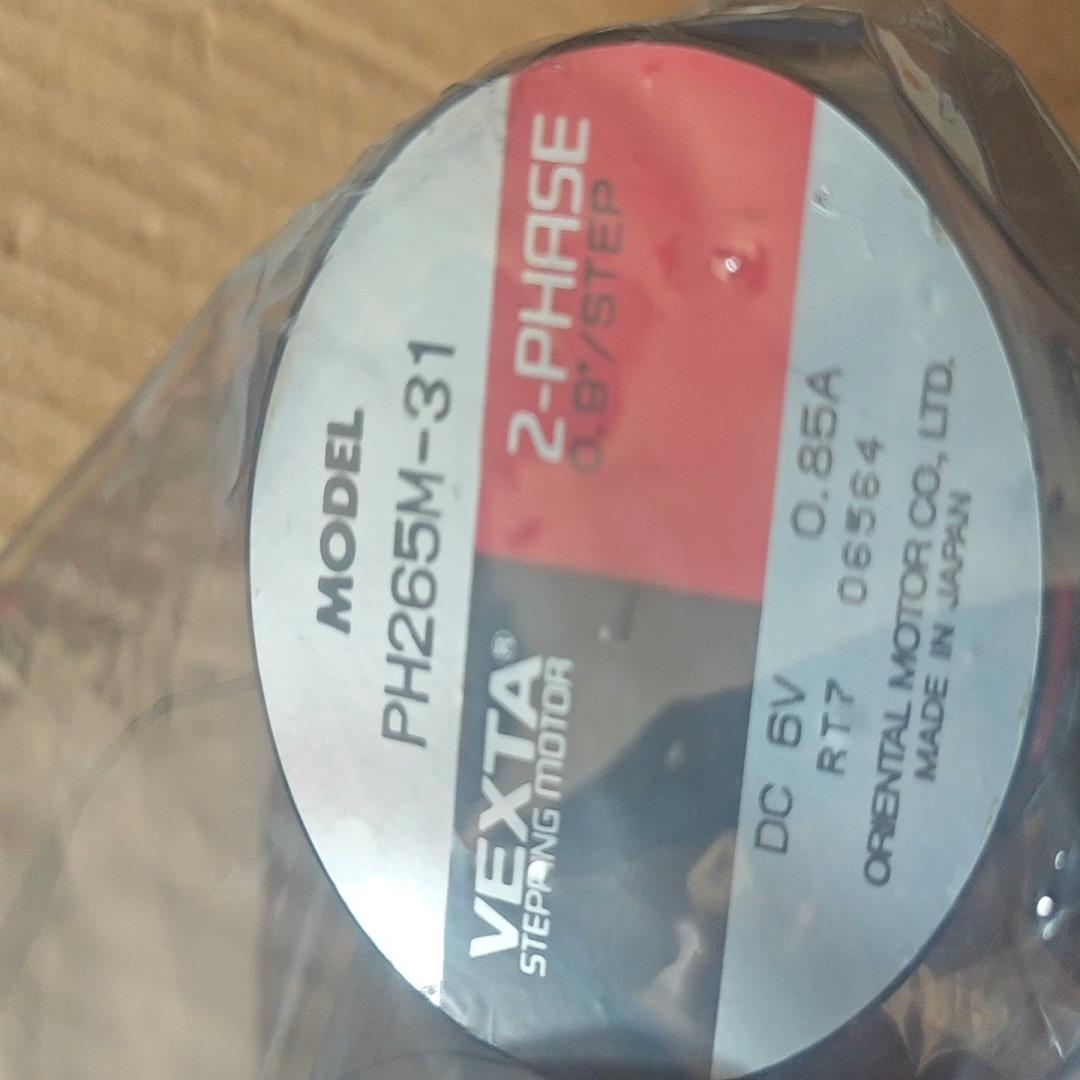 MODEL
PH265M-31
VEXTA® 2-PHASE
STEPPING MOTOR 0.9°/STEP
DC 6V 0.85A
RT7 06564
ORIENTAL MOTOR CO., LTD.
MADE IN JAPAN